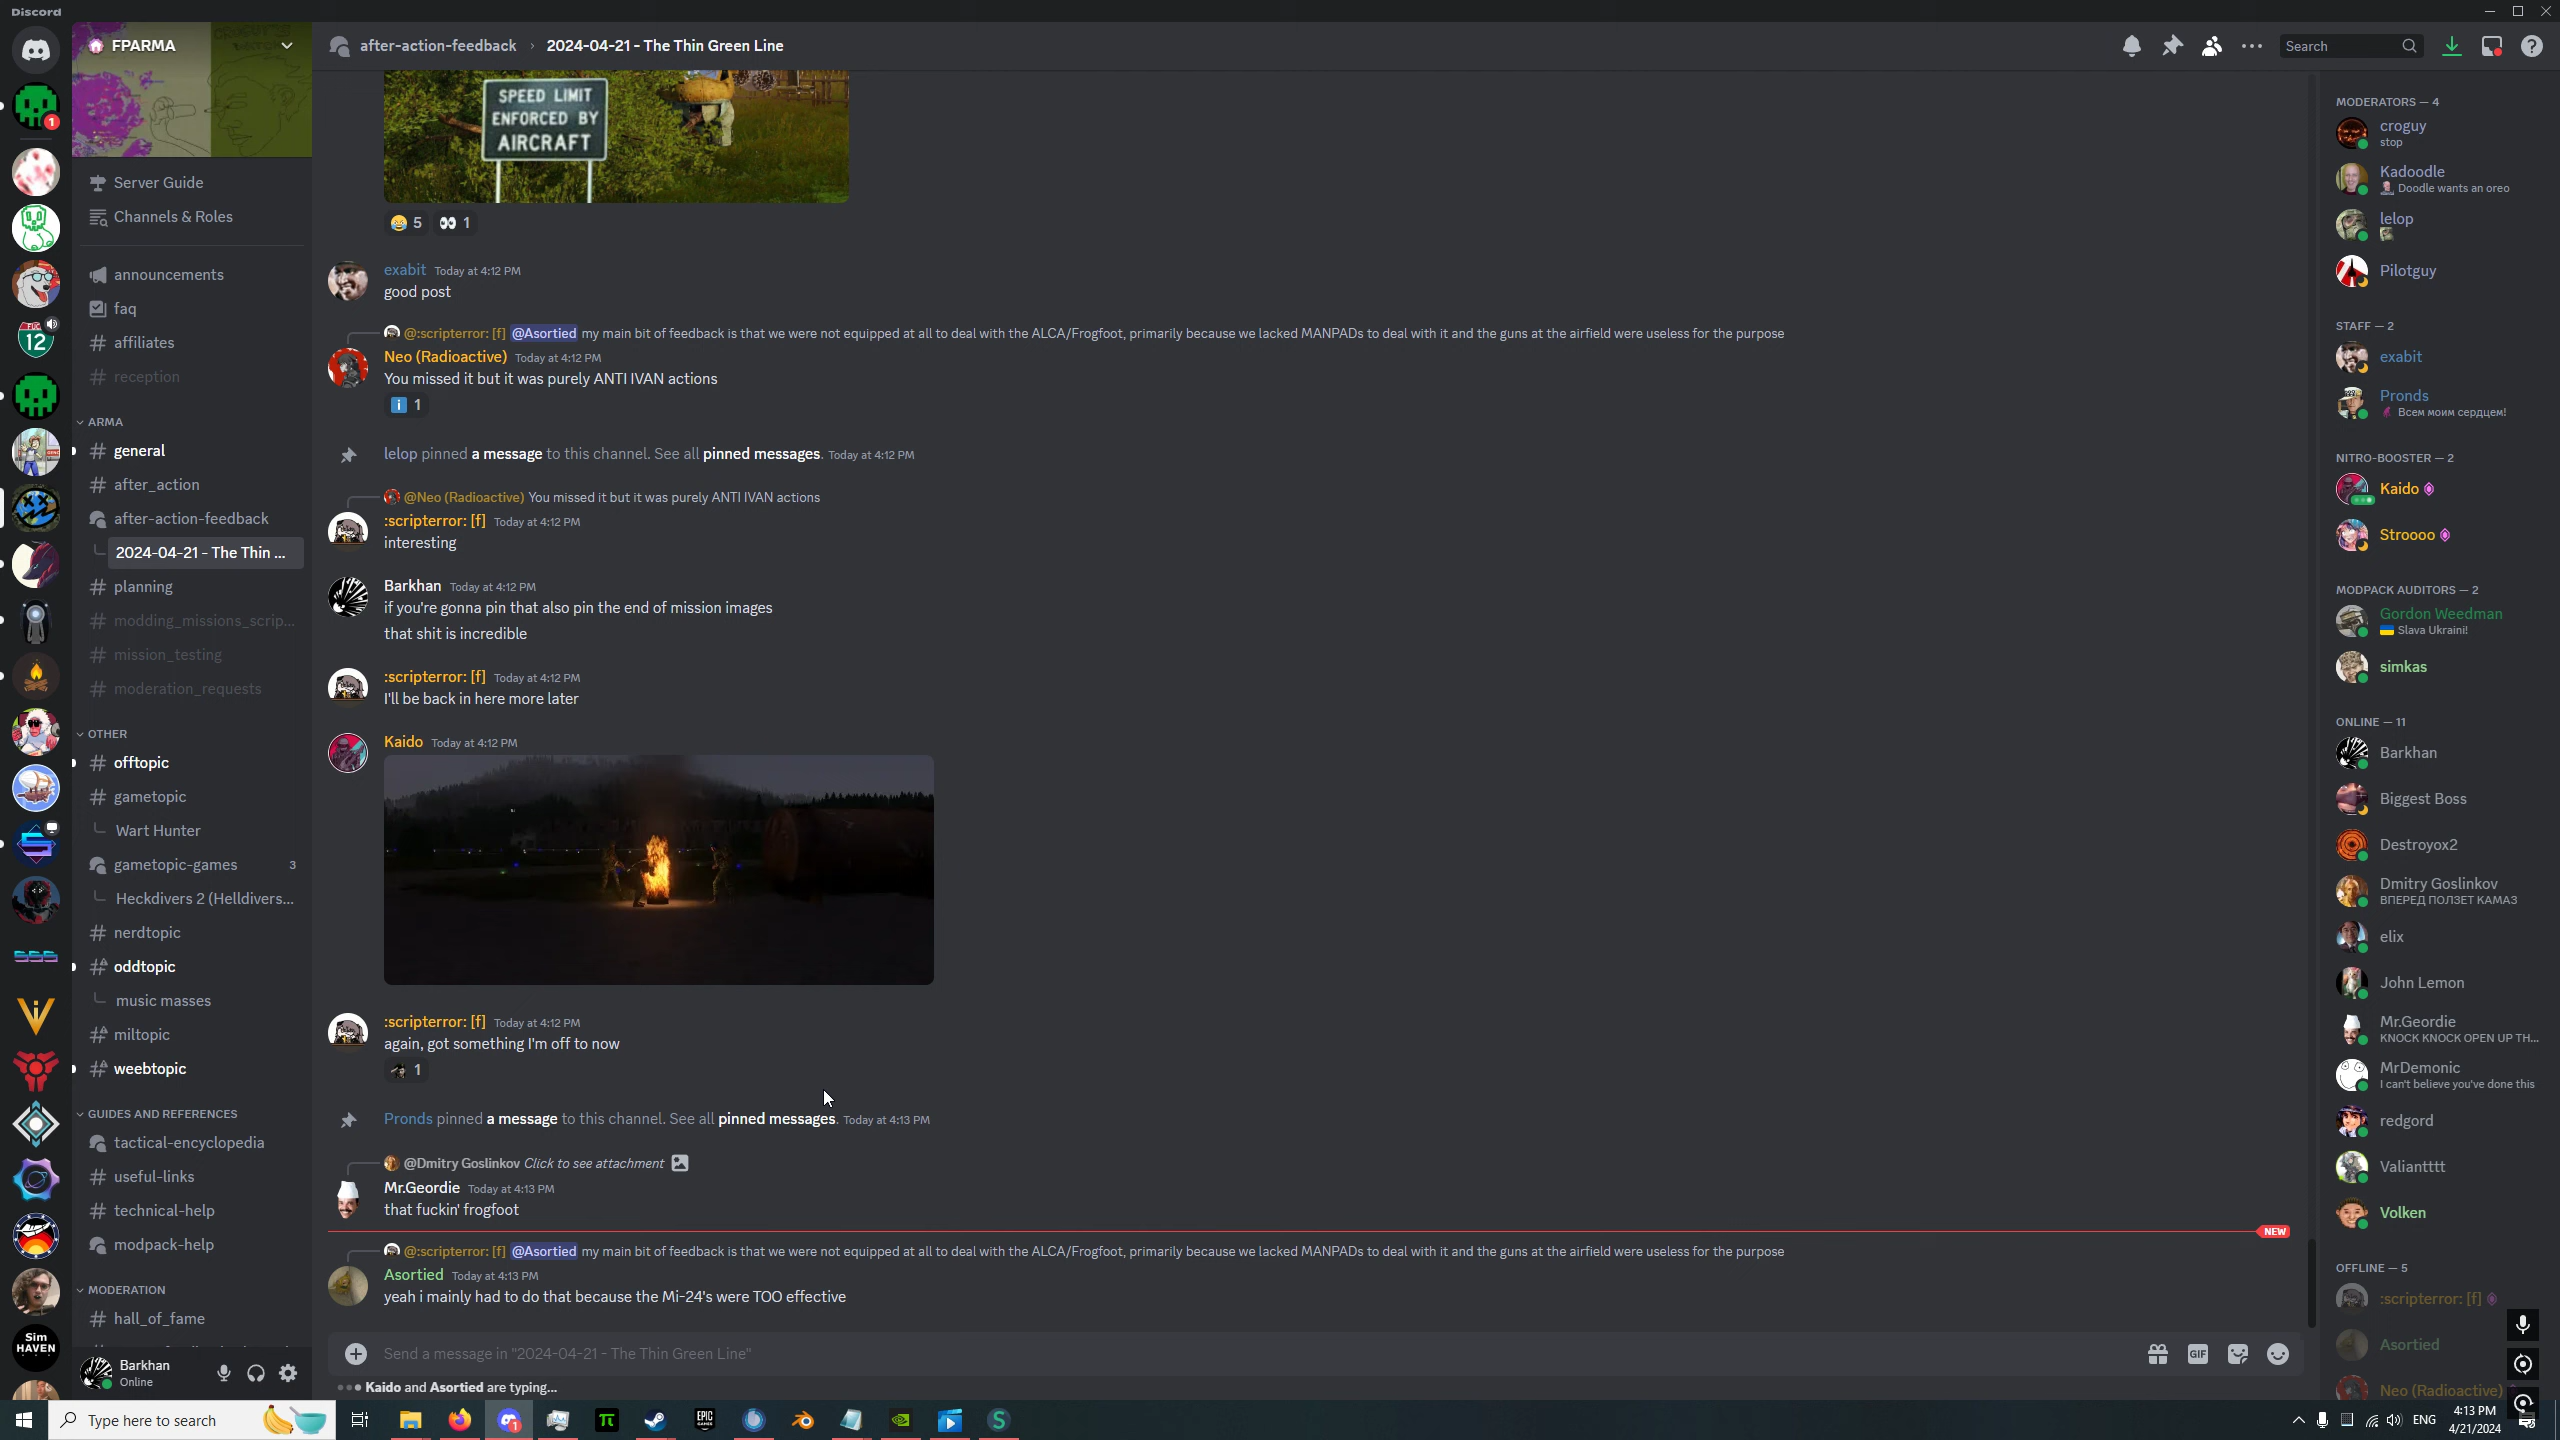 Discord
FPARMA
Server Guide
Channels & Roles
announcements
faq
affiliates
reception
ARMA
general
after_action
after-action-feedback
2024-04-21 - The Thin ...
planning
modding_missions_scrip...
mission_testing
moderation_requests
OTHER
offtopic
gametopic
Wart Hunter
gametopic-games 3
Heckdivers 2 (Helldivers...
nerdtopic
oddtopic
music masses
miltopic
weebtopic
GUIDES AND REFERENCES
tactical-encyclopedia
useful-links
technical-help
modpack-help
MODERATION
hall_of_fame
Barkhan
Online
1
12
Sim
HAVEN
after-action-feedback › 2024-04-21 - The Thin Green Line
Search
SPEED LIMIT
ENFORCED BY
AIRCRAFT
5 1
exabit Today at 4:12 PM
good post
@:scripterror: [f] @Asortied my main bit of feedback is that we were not equipped at all to deal with the ALCA/Frogfoot, primarily because we lacked MANPADs to deal with it and the guns at the airfield were useless for the purpose
Neo (Radioactive) Today at 4:12 PM
You missed it but it was purely ANTI IVAN actions
i 1
lelop pinned a message to this channel. See all pinned messages. Today at 4:12 PM
@Neo (Radioactive) You missed it but it was purely ANTI IVAN actions
:scripterror: [f] Today at 4:12 PM
interesting
Barkhan Today at 4:12 PM
if you're gonna pin that also pin the end of mission images
that shit is incredible
:scripterror: [f] Today at 4:12 PM
I'll be back in here more later
Kaido Today at 4:12 PM
:scripterror: [f] Today at 4:12 PM
again, got something I'm off to now
1
Pronds pinned a message to this channel. See all pinned messages. Today at 4:13 PM
@Dmitry Goslinkov Click to see attachment
Mr.Geordie Today at 4:13 PM
that fuckin' frogfoot
NEW
@:scripterror: [f] @Asortied my main bit of feedback is that we were not equipped at all to deal with the ALCA/Frogfoot, primarily because we lacked MANPADs to deal with it and the guns at the airfield were useless for the purpose
Asortied Today at 4:13 PM
yeah i mainly had to do that because the Mi-24's were TOO effective
Send a message in "2024-04-21 - The Thin Green Line"
GIF
Kaido and Asortied are typing...
MODERATORS — 4
croguy
stop
Kadoodle
Doodle wants an oreo
lelop
Pilotguy
STAFF — 2
exabit
Pronds
Всем моим сердцем!
NITRO-BOOSTER — 2
Kaido
Stroooo
MODPACK AUDITORS — 2
Gordon Weedman
Slava Ukraini!
simkas
ONLINE — 11
Barkhan
Biggest Boss
Destroyox2
Dmitry Goslinkov
ВПЕРЕД ПОЛЗЕТ КАМАЗ
elix
John Lemon
Mr.Geordie
KNOCK KNOCK OPEN UP TH...
MrDemonic
I can't believe you've done this
redgord
Valiantttt
Volken
OFFLINE — 5
:scripterror: [f]
Asortied
Neo (Radioactive)
Type here to search
EPIC
ENG
4:13 PM
4/21/2024